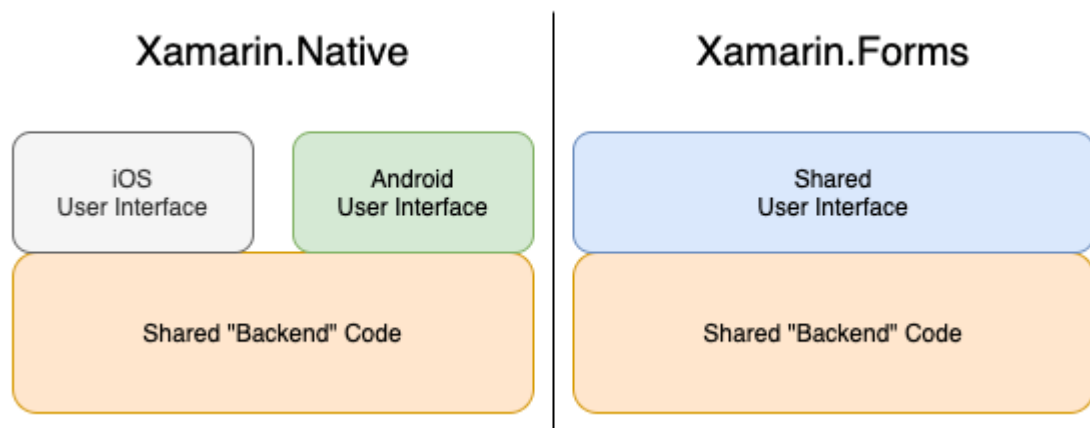 Xamarin.Native
iOS
User Interface
Android
User Interface
Shared "Backend" Code
Xamarin.Forms
Shared
User Interface
Shared "Backend" Code